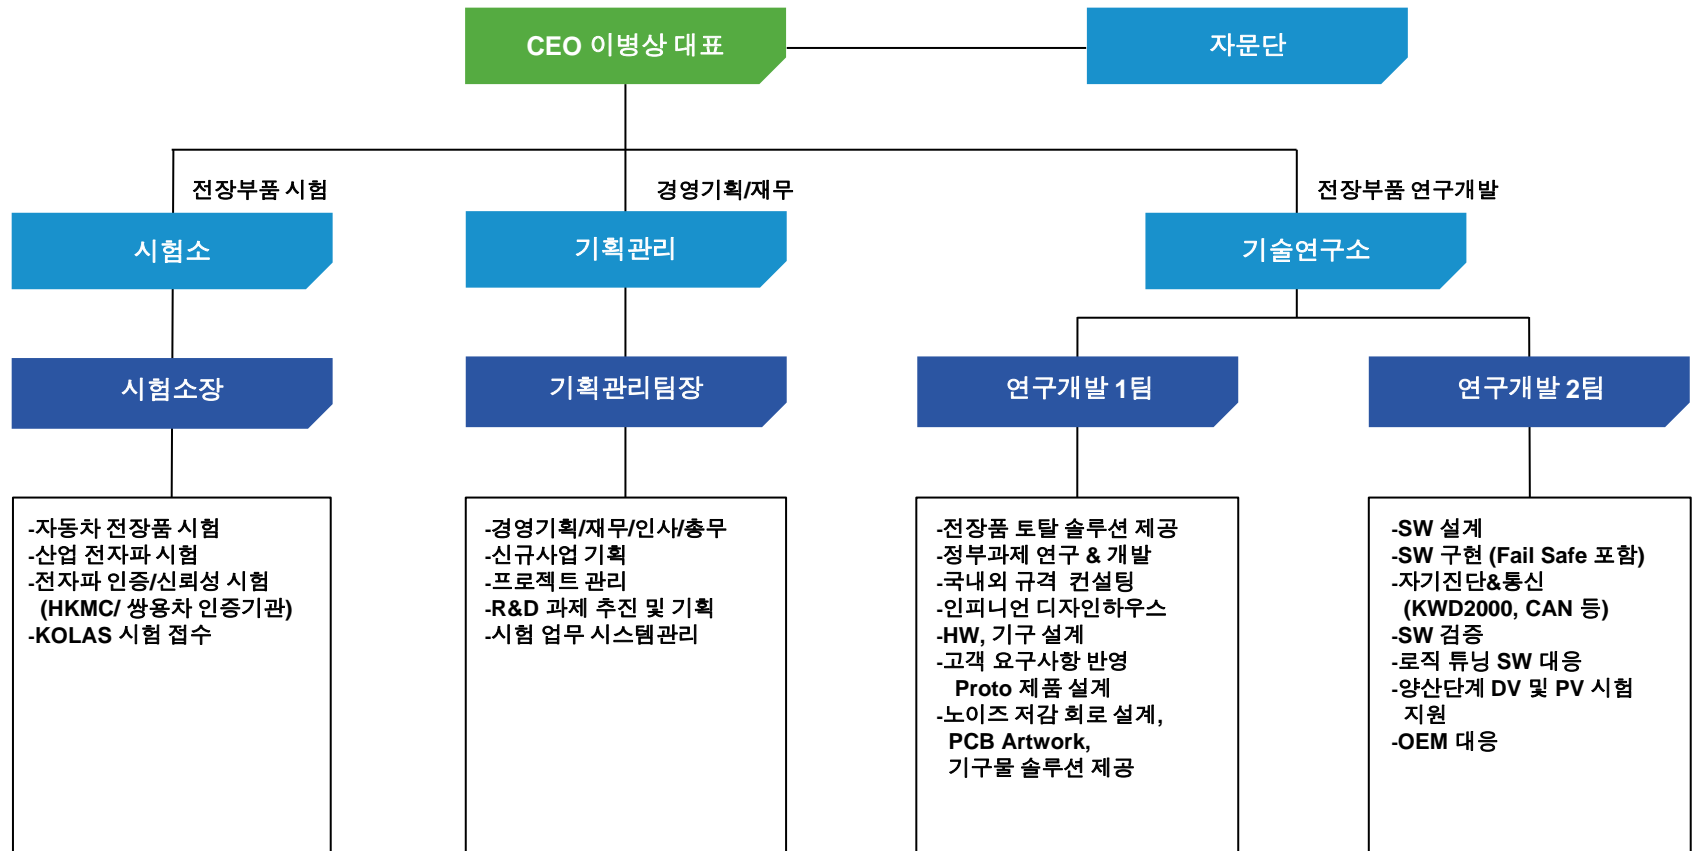 CEO 이병상 대표
자문단
전장부품 시험
경영기획/재무
전장부품 연구개발
시험소
기획관리
기술연구소
시험소장
기획관리팀장
연구개발 1팀
연구개발 2팀
-자동차 전장품 시험
-산업 전자파 시험
-전자파 인증/신뢰성 시험
(HKMC/ 쌍용차 인증기관)
-KOLAS 시험 접수
-경영기획/재무/인사/총무
-신규사업 기획
-프로젝트 관리
-R&D 과제 추진 및 기획
-시험 업무 시스템관리
-전장품 토탈 솔루션 제공
-정부과제 연구 & 개발
-국내외 규격 컨설팅
-인피니언 디자인하우스
-HW, 기구 설계
-고객 요구사항 반영
Proto 제품 설계
-노이즈 저감 회로 설계,
PCB Artwork,
기구물 솔루션 제공
-SW 설계
-SW 구현 (Fail Safe 포함)
-자기진단&통신
(KWD2000, CAN 등)
-SW 검증
-로직 튜닝 SW 대응
-양산단계 DV 및 PV 시험
지원
-OEM 대응